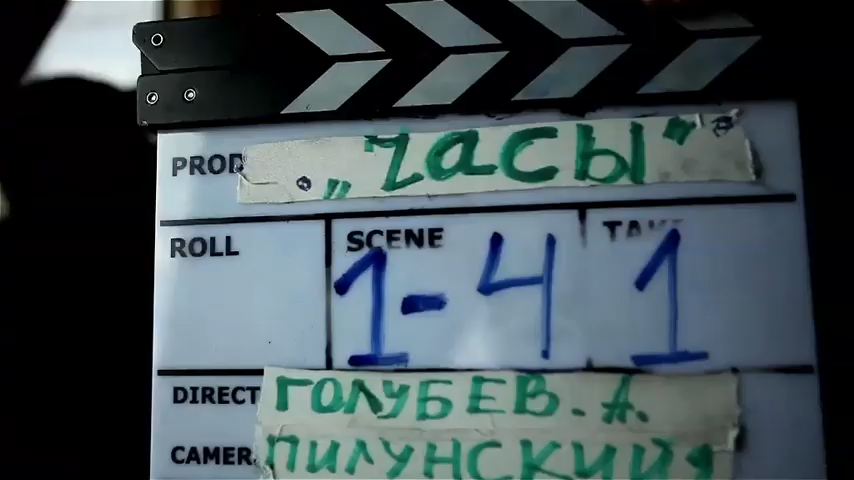 PROD „Часы"
ROLL SCENE TAKE
1-4 1
DIRECT ГОЛУБЕВ. А.
CAMER ПИЛУНСКИЙ